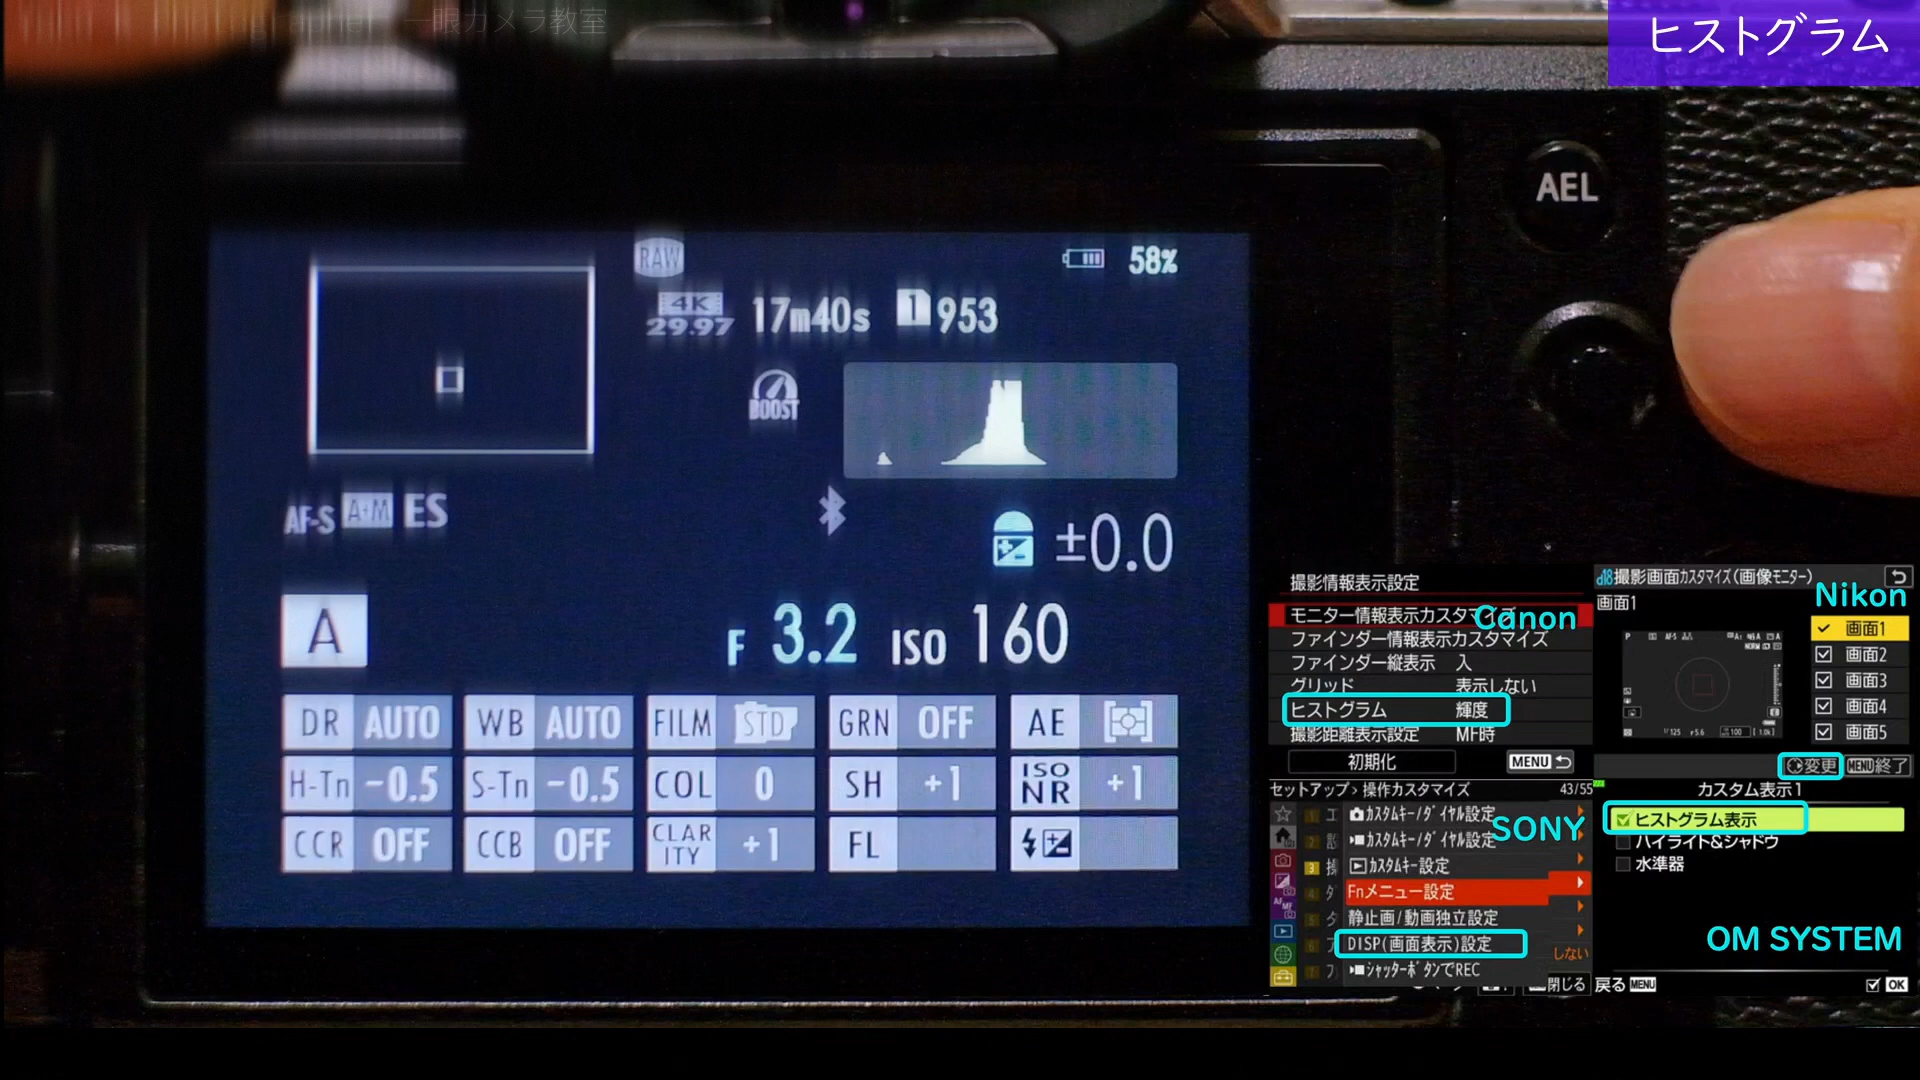 一眼カメラ教室
ヒストグラム
AEL
RAW
58%
4K
29.97
17m40s
1 953
BOOST
AF-S A+M ES
±0.0
A
F 3.2 ISO 160
DR AUTO
WB AUTO
FILM STD
GRN OFF
AE
H-Tn -0.5
S-Tn -0.5
COL 0
SH +1
ISO NR +1
CCR OFF
CCB OFF
CLARITY +1
FL
撮影情報表示設定
Canon
モニター情報表示カスタマイズ
ファインダー情報表示カスタマイズ
ファインダー縦表示 入
グリッド 表示しない
ヒストグラム 輝度
撮影距離表示設定 MF時
初期化
MENU
d18撮影画面カスタマイズ(画像モニター)
Nikon
画面1
画面1
画面2
画面3
画面4
画面5
変更 MENU終了
セットアップ>操作カスタマイズ 43/55
SONY
カスタムキー/ダイヤル設定
カスタムキー/ダイヤル設定
カスタムキー設定
Fnメニュー設定
静止画/動画独立設定
DISP(画面表示)設定
しない
シャッターボタンでREC
閉じる
カスタム表示1
ヒストグラム表示
ハイライト&シャドウ
水準器
OM SYSTEM
戻る MENU
OK